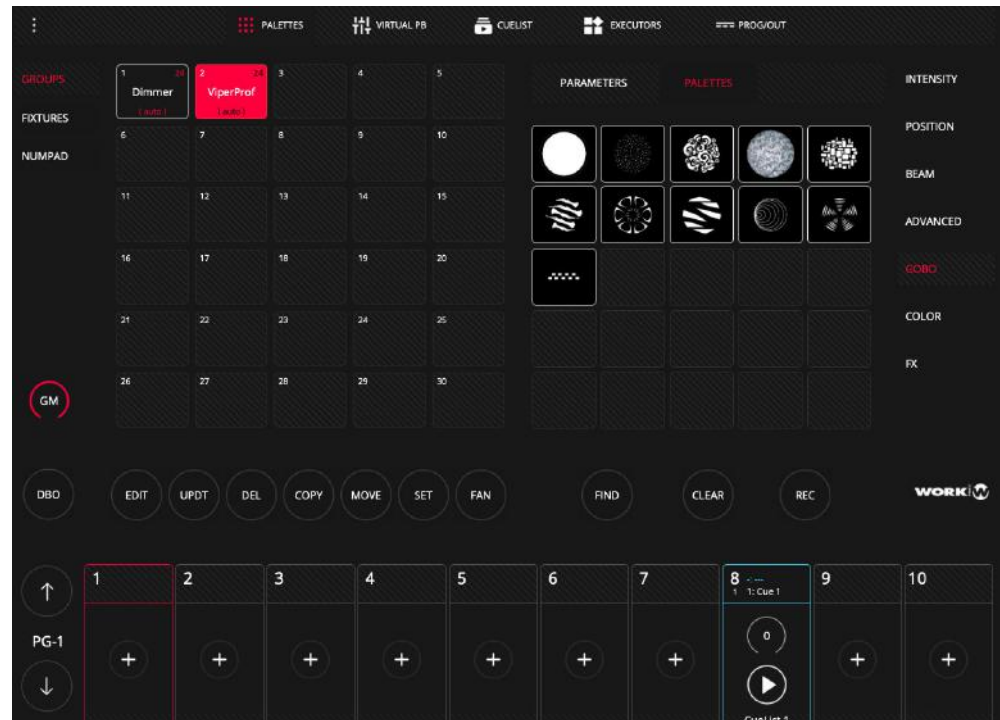 PALETTES VIRTUAL PB CUELIST EXECUTORS PROG/OUT
GROUPS
FIXTURES
NUMPAD
1 24 2 24 3 4 5
Dimmer ViperProf
( auto ) ( auto )
6 7 8 9 10
11 12 13 14 15
16 17 18 19 20
21 22 23 24 25
26 27 28 29 30
PARAMETERS PALETTES
INTENSITY
POSITION
BEAM
ADVANCED
GOBO
COLOR
FX
GM
DBO EDIT UPDT DEL COPY MOVE SET FAN FIND CLEAR REC WORK
PG-1
1 2 3 4 5 6 7 8 -:-- 9 10
1 1: Cue 1
0
+ + + + + + + + +
CueList 1